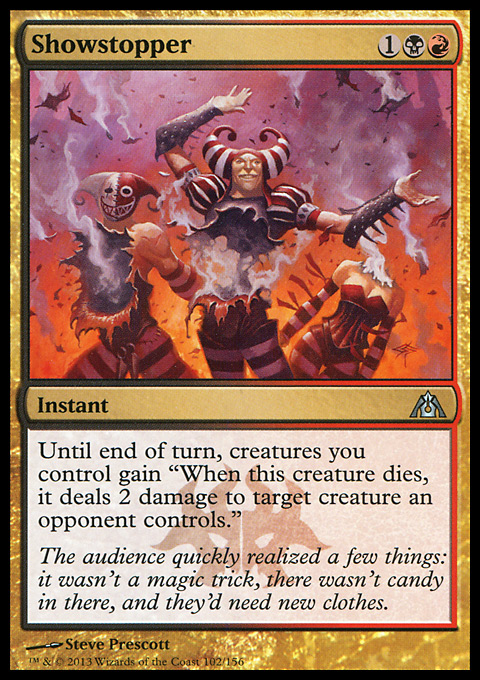 Showstopper 1
Instant
Until end of turn, creatures you
control gain “When this creature dies,
it deals 2 damage to target creature an
opponent controls.”
The audience quickly realized a few things:
it wasn’t a magic trick, there wasn’t candy
in there, and they’d need new clothes.
Steve Prescott
™ & © 2013 Wizards of the Coast 102/156